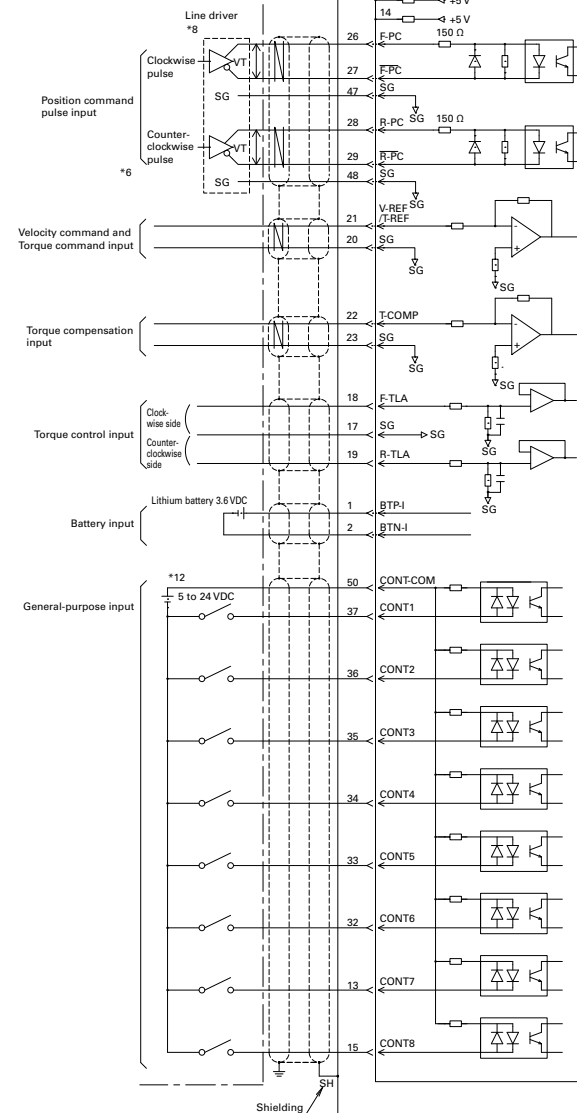 +5 V
14
+5 V
Line driver
*8
26 F-PC 150 Ω
Clockwise
pulse
VT
27 F-PC
SG 47 SG
SG
Position command
pulse input
28 R-PC 150 Ω
Counter-
clockwise
pulse
VT
29 R-PC
*6
SG 48 SG
SG
V-REF
21 /T-REF
Velocity command and
Torque command input
20 SG
SG
SG
22 T-COMP
Torque compensation
input
23 SG
SG
SG
18 F-TLA
Clock-
wise side
17 SG SG
SG
Torque control input
Counter-
clockwise
side
19 R-TLA
SG
Lithium battery 3.6 VDC
1 BTP-I
Battery input
2 BTN-I
*12
50 CONT-COM
5 to 24 VDC
General-purpose input
37 CONT1
36 CONT2
35 CONT3
34 CONT4
33 CONT5
32 CONT6
13 CONT7
15 CONT8
SH
Shielding